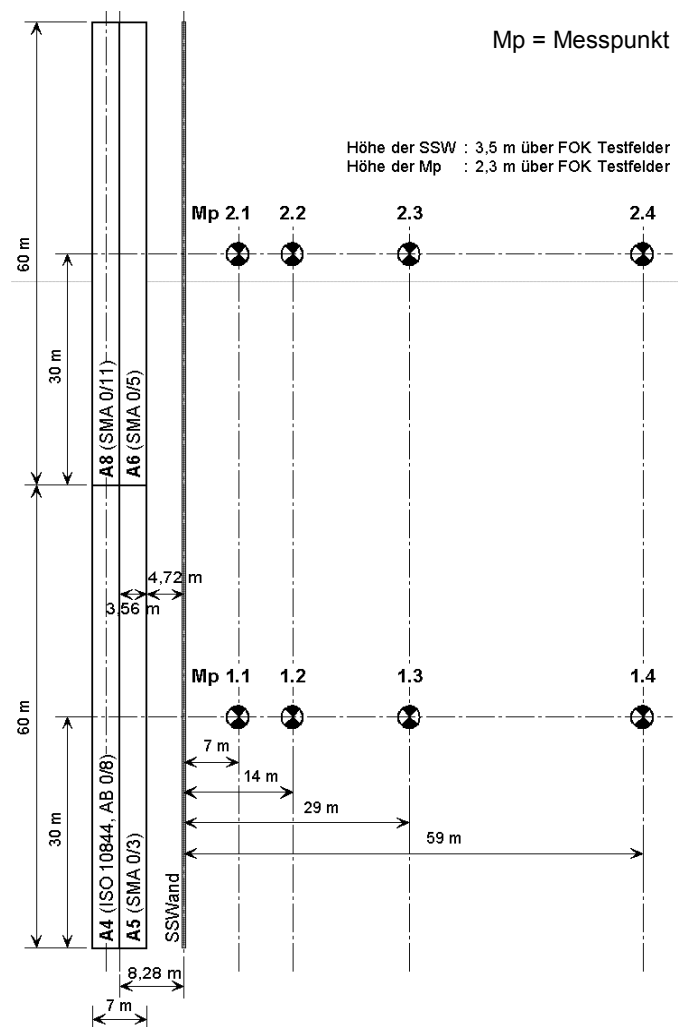 Mp = Messpunkt
Höhe der SSW : 3,5 m über FOK Testfelder
Höhe der Mp : 2,3 m über FOK Testfelder
Mp 2.1 2.2 2.3 2.4
60 m
30 m
A8 (SMA 0/11)
A6 (SMA 0/5)
4,72 m
3,56 m
Mp 1.1 1.2 1.3 1.4
60 m
7 m
14 m
29 m
30 m
59 m
A4 (ISO 10844, AB 0/8)
A5 (SMA 0/3)
SSWand
8,28 m
7 m